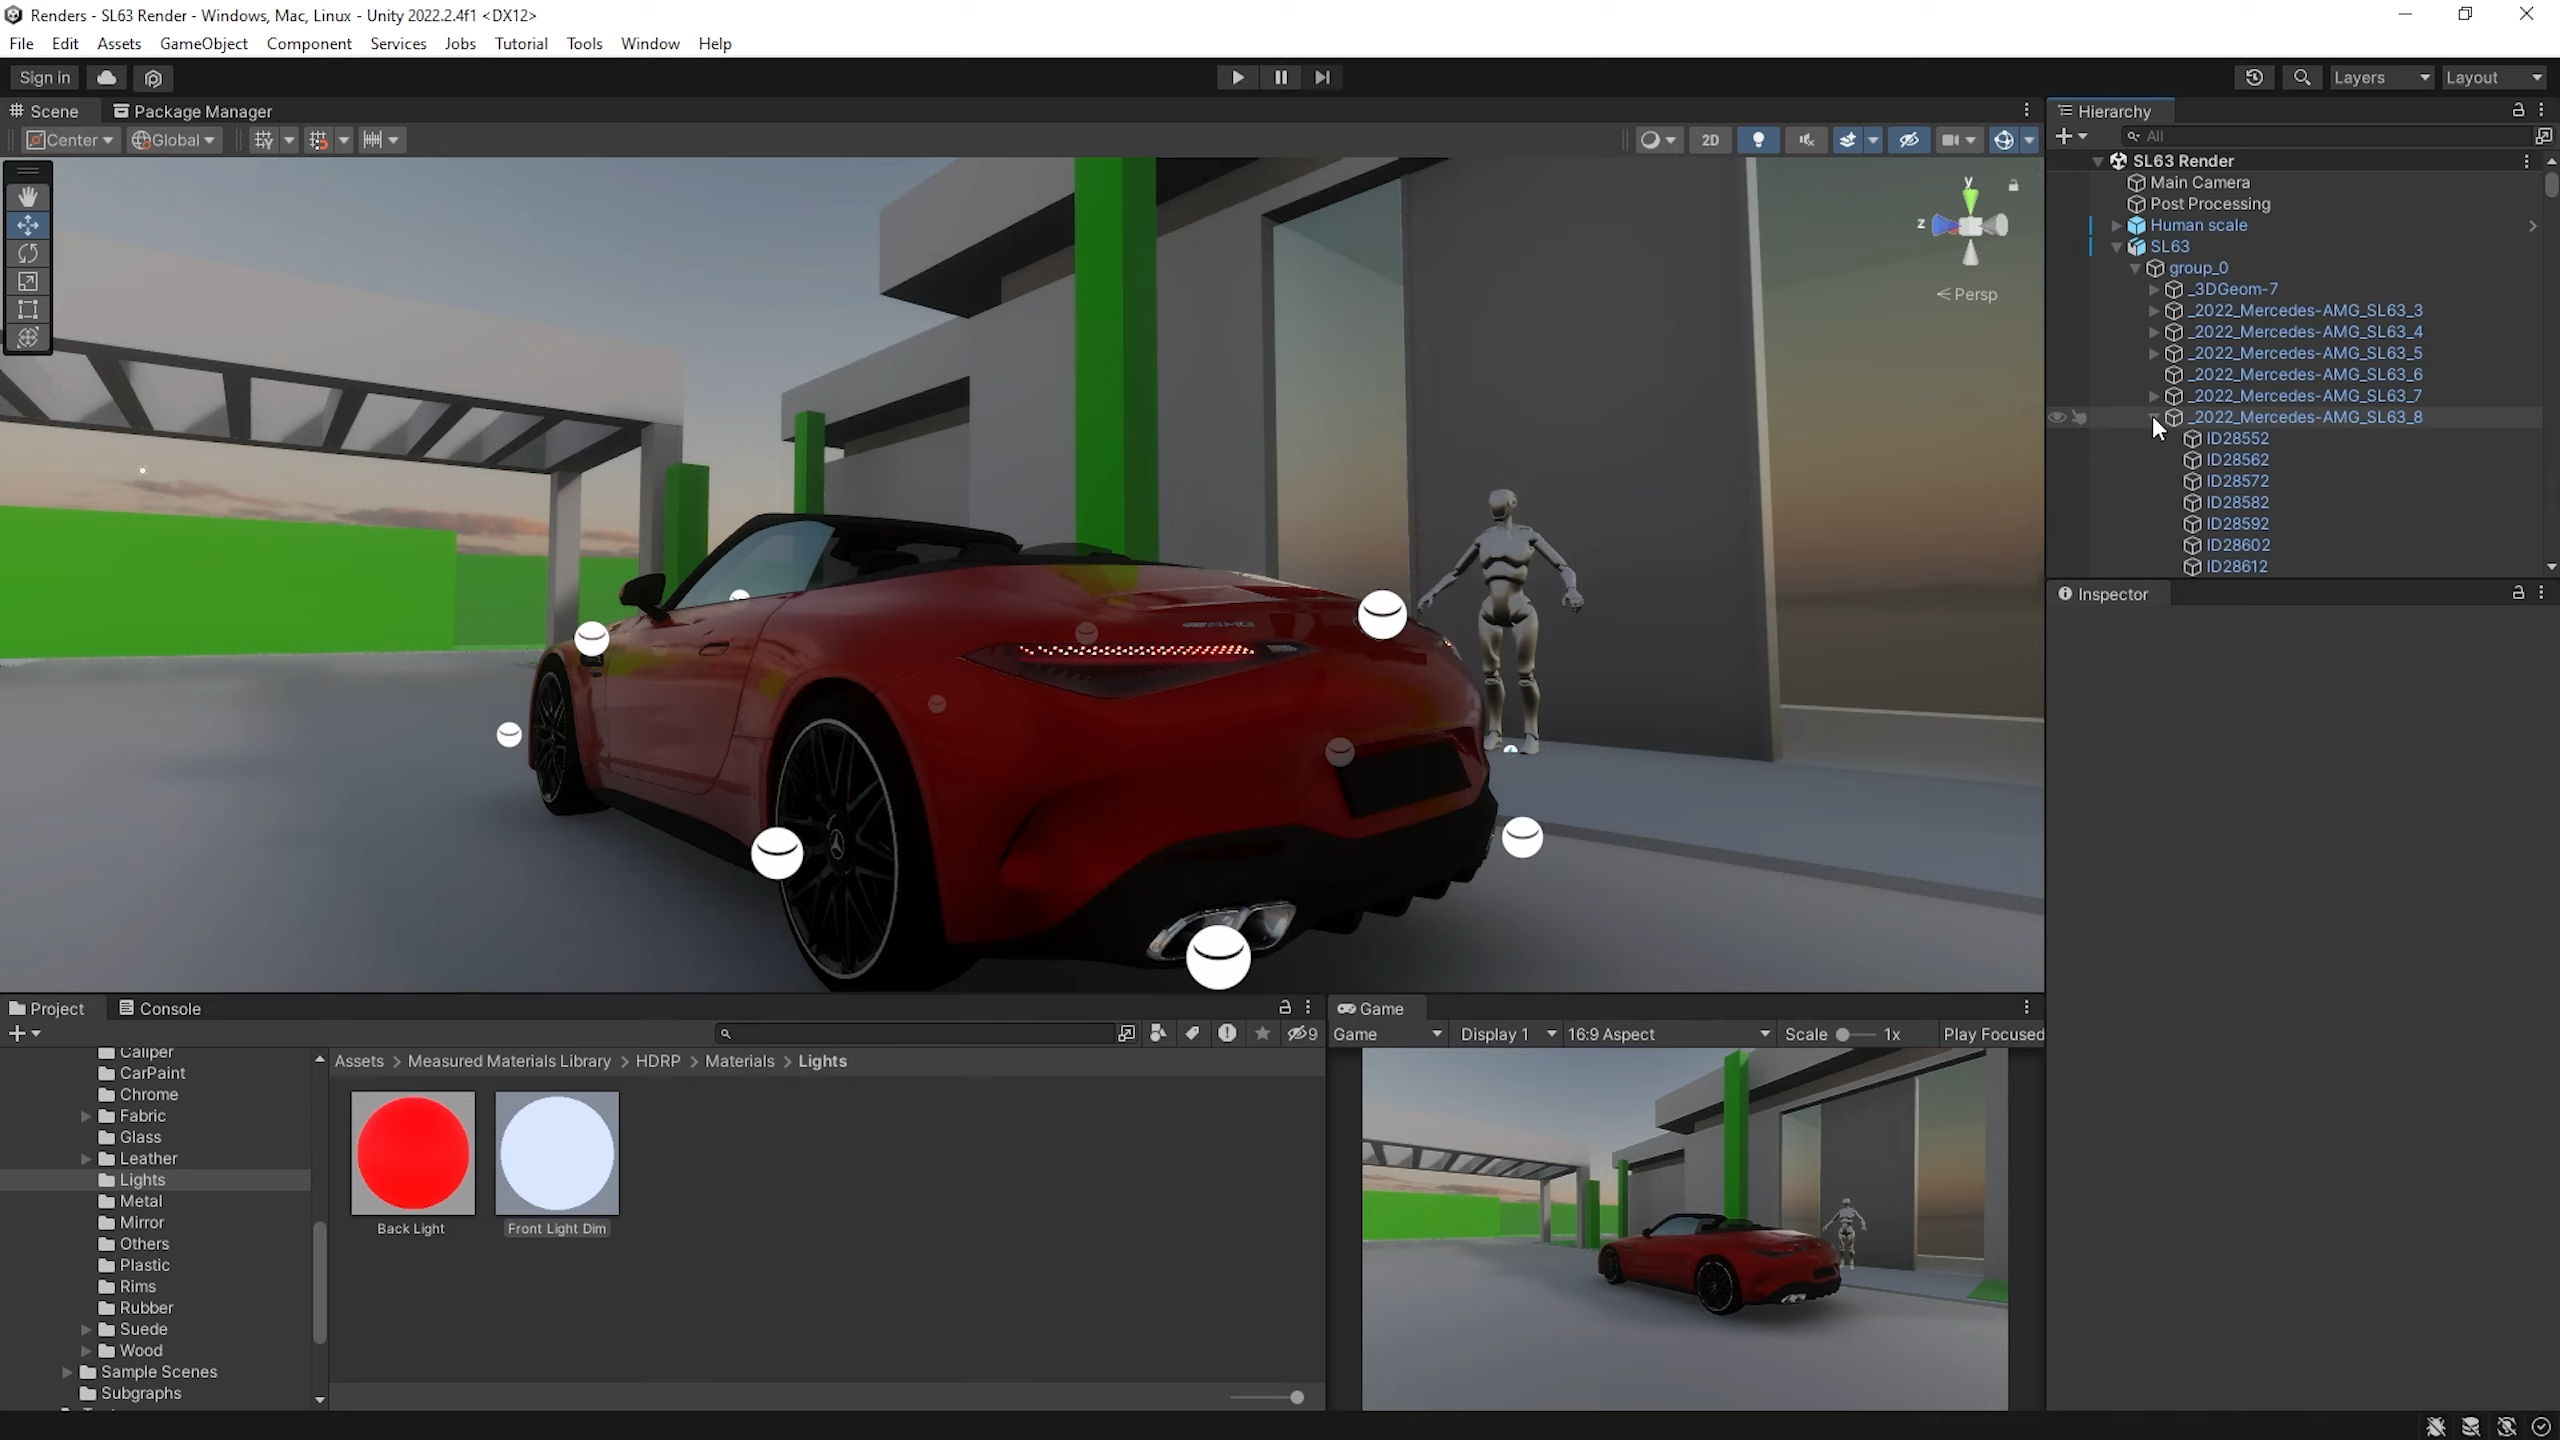 Renders - SL63 Render - Windows, Mac, Linux - Unity 2022.2.4f1 <DX12>
File Edit Assets GameObject Component Services Jobs Tutorial Tools Window Help
Sign in
Layers Layout
Scene Package Manager
Center Global
2D
y
z
Persp
AMG
Hierarchy
All
SL63 Render
Main Camera
Post Processing
Human scale
SL63
group_0
_3DGeom-7
_2022_Mercedes-AMG_SL63_3
_2022_Mercedes-AMG_SL63_4
_2022_Mercedes-AMG_SL63_5
_2022_Mercedes-AMG_SL63_6
_2022_Mercedes-AMG_SL63_7
_2022_Mercedes-AMG_SL63_8
ID28552
ID28562
ID28572
ID28582
ID28592
ID28602
ID28612
Inspector
Project Console
9
Caliper
CarPaint
Chrome
Fabric
Glass
Leather
Lights
Metal
Mirror
Others
Plastic
Rims
Rubber
Suede
Wood
Sample Scenes
Subgraphs
Assets > Measured Materials Library > HDRP > Materials > Lights
Back Light
Front Light Dim
Game
Game Display 1 16:9 Aspect Scale 1x Play Focused